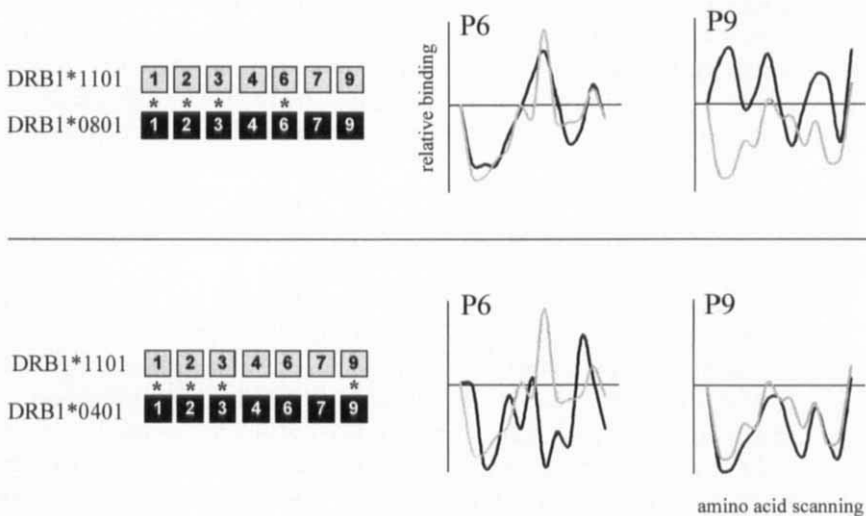 P6
P9
relative binding
DRB1*1101 1 2 3 4 6 7 9
* * * *
DRB1*0801 1 2 3 4 6 7 9
P6
P9
DRB1*1101 1 2 3 4 6 7 9
* * * *
DRB1*0401 1 2 3 4 6 7 9
amino acid scanning